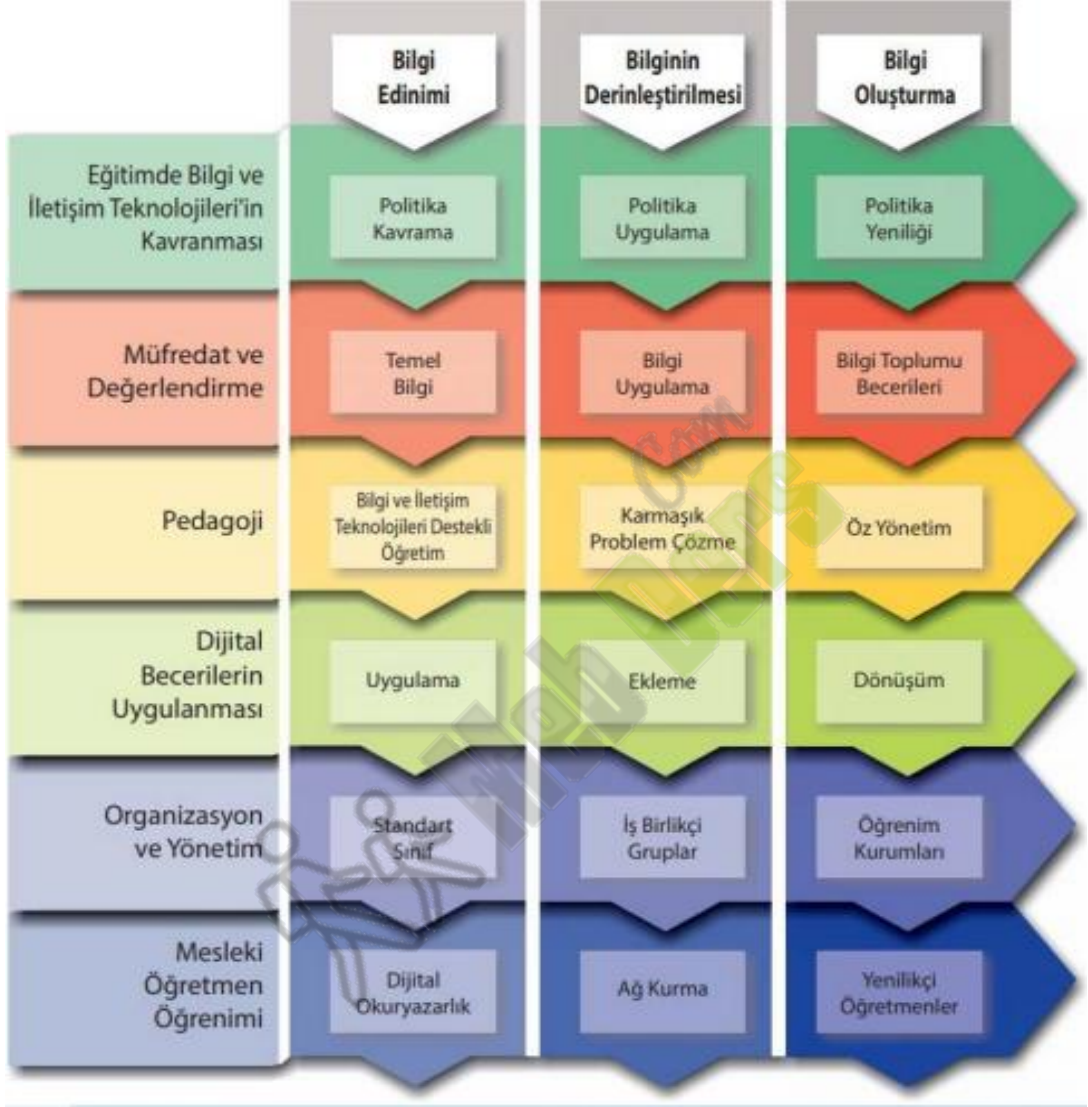 Bilgi
Edinimi
Bilginin
Derinleştirilmesi
Bilgi
Oluşturma
Eğitimde Bilgi ve
İletişim Teknolojileri'in
Kavranması
Politika
Kavrama
Politika
Uygulama
Politika
Yeniliği
Müfredat ve
Değerlendirme
Temel
Bilgi
Bilgi
Uygulama
Bilgi Toplumu
Becerileri
Pedagoji
Bilgi ve İletişim
Teknolojileri Destekli
Öğretim
Karmaşık
Problem Çözme
Öz Yönetim
Dijital
Becerilerin
Uygulanması
Uygulama
Ekleme
Dönüşüm
Organizasyon
ve Yönetim
Standart
Sınıf
İş Birlikçi
Gruplar
Öğrenim
Kurumları
Mesleki
Öğretmen
Öğrenimi
Dijital
Okuryazarlık
Ağ Kurma
Yenilikçi
Öğretmenler
Web Ders
Com